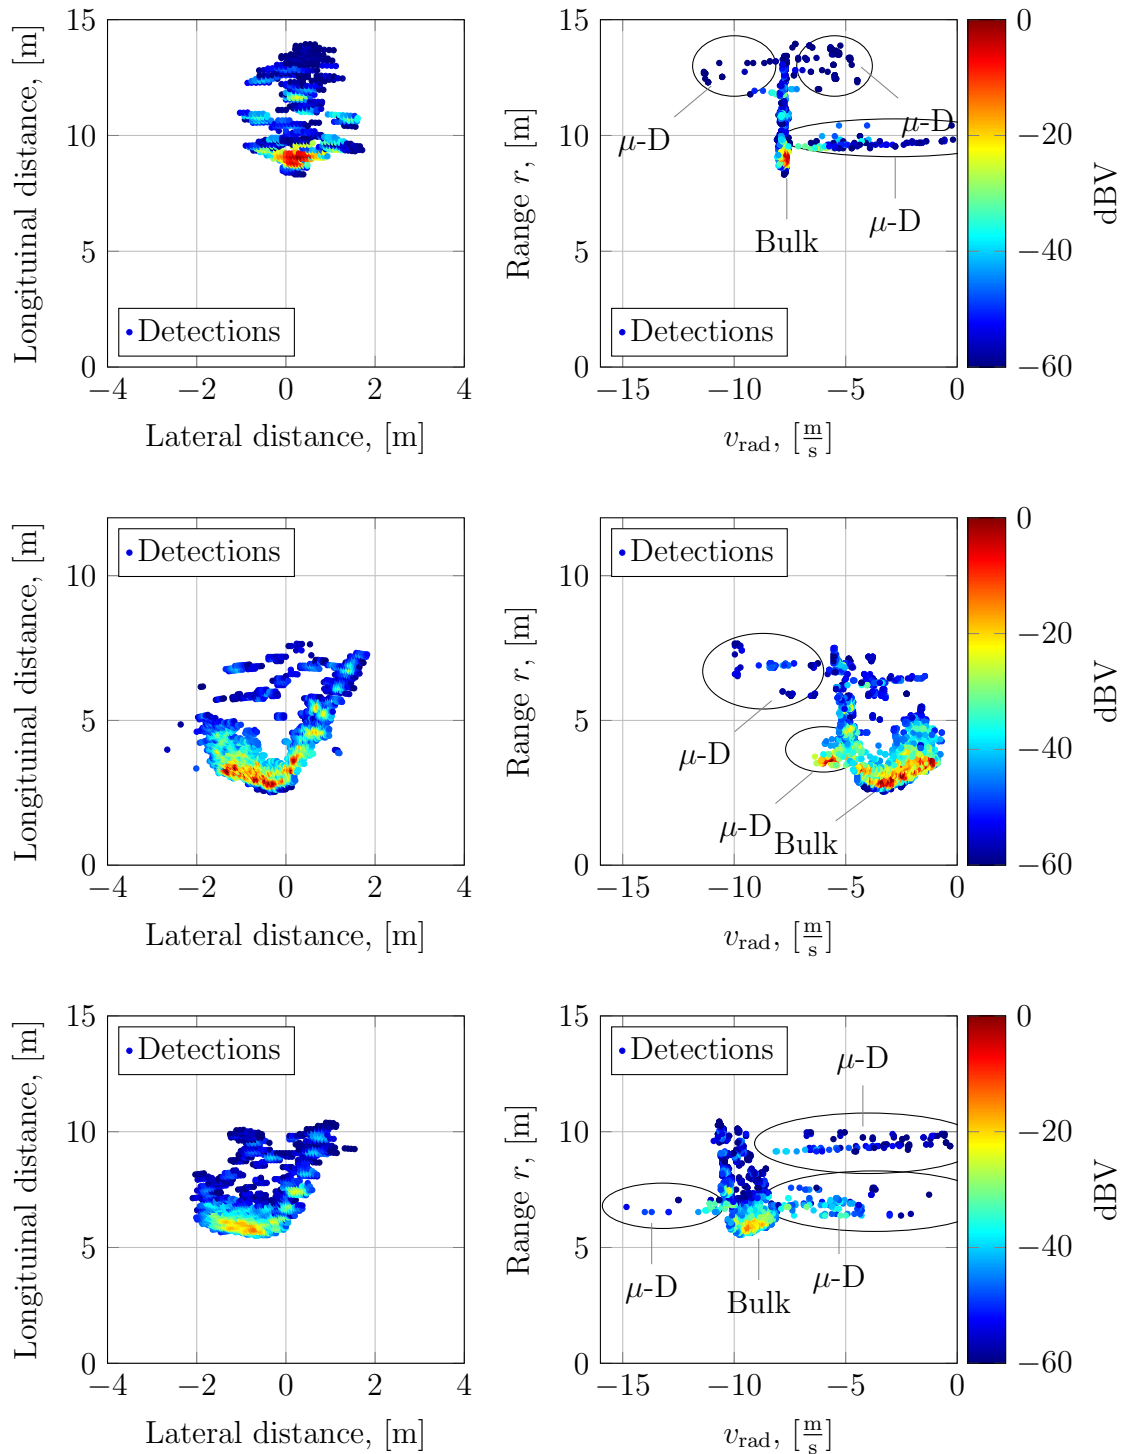 15
10
5
0
Longituinal distance, [m]
Detections
−4 −2 0 2 4
Lateral distance, [m]
15
10
5
0
Range r, [m]
μ-D
μ-D
μ-D
Bulk
Detections
−15 −10 −5 0
v_rad, [m/s]
0
−20
−40
−60
dBV
10
5
0
Longituinal distance, [m]
Detections
−4 −2 0 2 4
Lateral distance, [m]
10
5
0
Range r, [m]
Detections
μ-D
μ-D
Bulk
−15 −10 −5 0
v_rad, [m/s]
0
−20
−40
−60
dBV
15
10
5
0
Longituinal distance, [m]
Detections
−4 −2 0 2 4
Lateral distance, [m]
15
10
5
0
Range r, [m]
Detections
μ-D
μ-D
μ-D
Bulk
−15 −10 −5 0
v_rad, [m/s]
0
−20
−40
−60
dBV